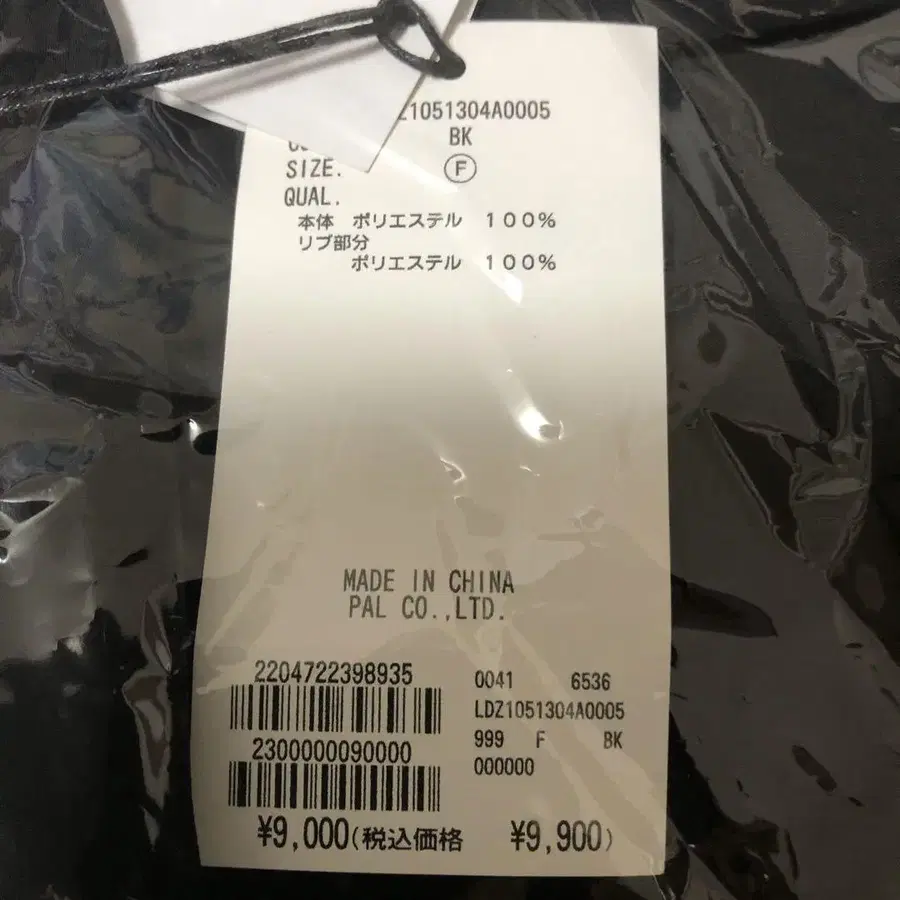 Z1051304A0005
BK
SIZE. F
QUAL.
本体 ポリエステル 100%
リブ部分
ポリエステル 100%
MADE IN CHINA
PAL CO.,LTD.
2204722398935
0041 6536
LDZ1051304A0005
2300000090000
999 F BK
000000
¥9,000(税込価格 ¥9,900)